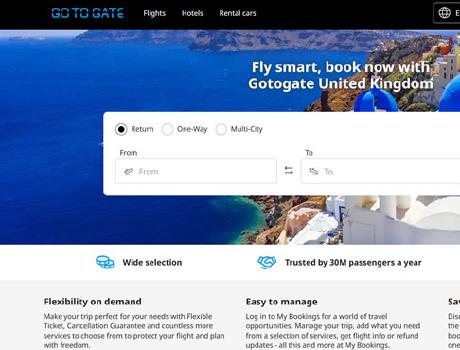 GO TO GATE Flights Hotels Rental cars E
Fly smart, book now with
Gotogate United Kingdom
Return One-Way Multi-City
From To
From To
Wide selection Trusted by 30M passengers a year
Flexibility on demand Easy to manage Sav
Make your trip perfect for your needs with Flexible Log in to My Bookings for a world of travel Disc
Ticket, Cancellation Guarantee and countless more opportunities. Manage your trip, add what you need the
services to choose from to protect your flight and plan from a selection of services, get flight info or refund boo
with freedom. updates - all this and more at My Bookings. one